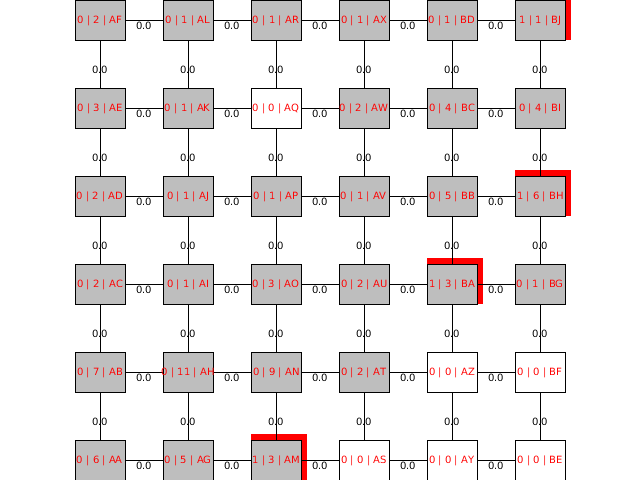 0 | 2 | AF 0.0 0 | 1 | AL 0.0 0 | 1 | AR 0.0 0 | 1 | AX 0.0 0 | 1 | BD 0.0 1 | 1 | BJ
0.0 0.0 0.0 0.0 0.0 0.0
0 | 3 | AE 0.0 0 | 1 | AK 0.0 0 | 0 | AQ 0.0 0 | 2 | AW 0.0 0 | 4 | BC 0.0 0 | 4 | BI
0.0 0.0 0.0 0.0 0.0 0.0
0 | 2 | AD 0.0 0 | 1 | AJ 0.0 0 | 1 | AP 0.0 0 | 1 | AV 0.0 0 | 5 | BB 0.0 1 | 6 | BH
0.0 0.0 0.0 0.0 0.0 0.0
0 | 2 | AC 0.0 0 | 1 | AI 0.0 0 | 3 | AO 0.0 0 | 2 | AU 0.0 1 | 3 | BA 0.0 0 | 1 | BG
0.0 0.0 0.0 0.0 0.0 0.0
0 | 7 | AB 0.0 0 | 11 | AH 0.0 0 | 9 | AN 0.0 0 | 2 | AT 0.0 0 | 0 | AZ 0.0 0 | 0 | BF
0.0 0.0 0.0 0.0 0.0 0.0
0 | 6 | AA 0.0 0 | 5 | AG 0.0 1 | 3 | AM 0.0 0 | 0 | AS 0.0 0 | 0 | AY 0.0 0 | 0 | BE